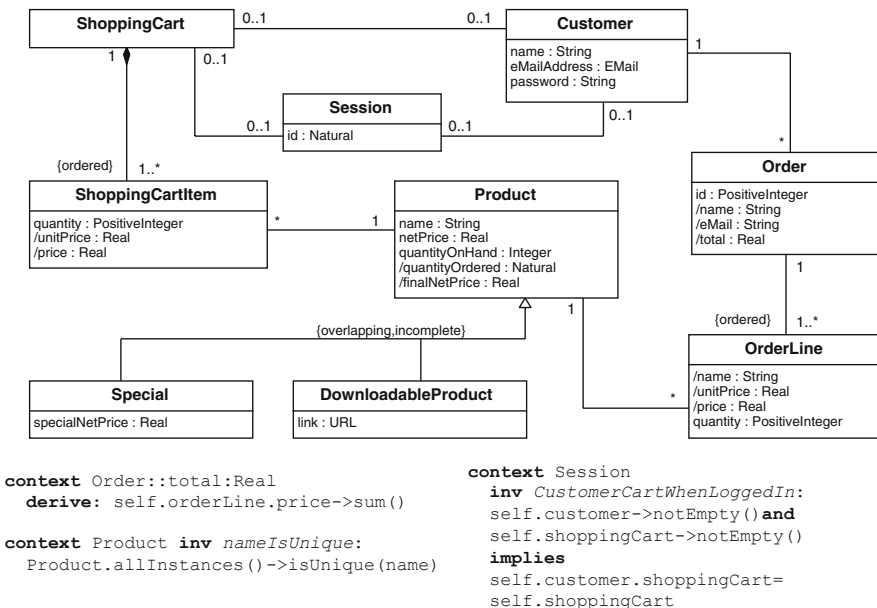 ShoppingCart
0..1
0..1
Customer
name : String
eMailAddress : EMail
password : String
1
0..1
1
Session
id : Natural
0..1
0..1
0..1
*
{ordered}
1..*
ShoppingCartItem
quantity : PositiveInteger
/unitPrice : Real
/price : Real
*
1
Product
name : String
netPrice : Real
quantityOnHand : Integer
/quantityOrdered : Natural
/finalNetPrice : Real
Order
id : PositiveInteger
/name : String
/eMail : String
/total : Real
1
1
{overlapping,incomplete}
{ordered}
1..*
Special
specialNetPrice : Real
DownloadableProduct
link : URL
*
OrderLine
/name : String
/unitPrice : Real
/price : Real
quantity : PositiveInteger
context Order::total:Real
derive: self.orderLine.price->sum()
context Product inv nameIsUnique:
Product.allInstances()->isUnique(name)
context Session
inv CustomerCartWhenLoggedIn:
self.customer->notEmpty()and
self.shoppingCart->notEmpty()
implies
self.customer.shoppingCart=
self.shoppingCart